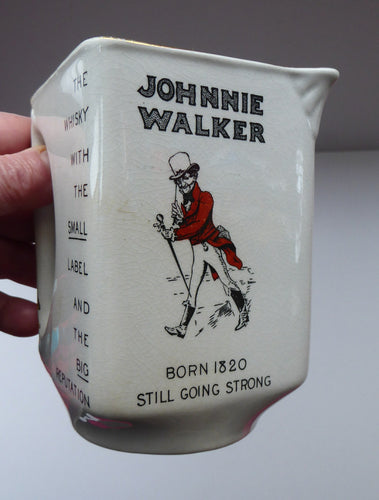 JOHNNIE
WALKER
BORN 1820
STILL GOING STRONG
THE
WHISKY
WITH
THE
SMALL
LABEL
AND
THE
BIG
REPUTATION